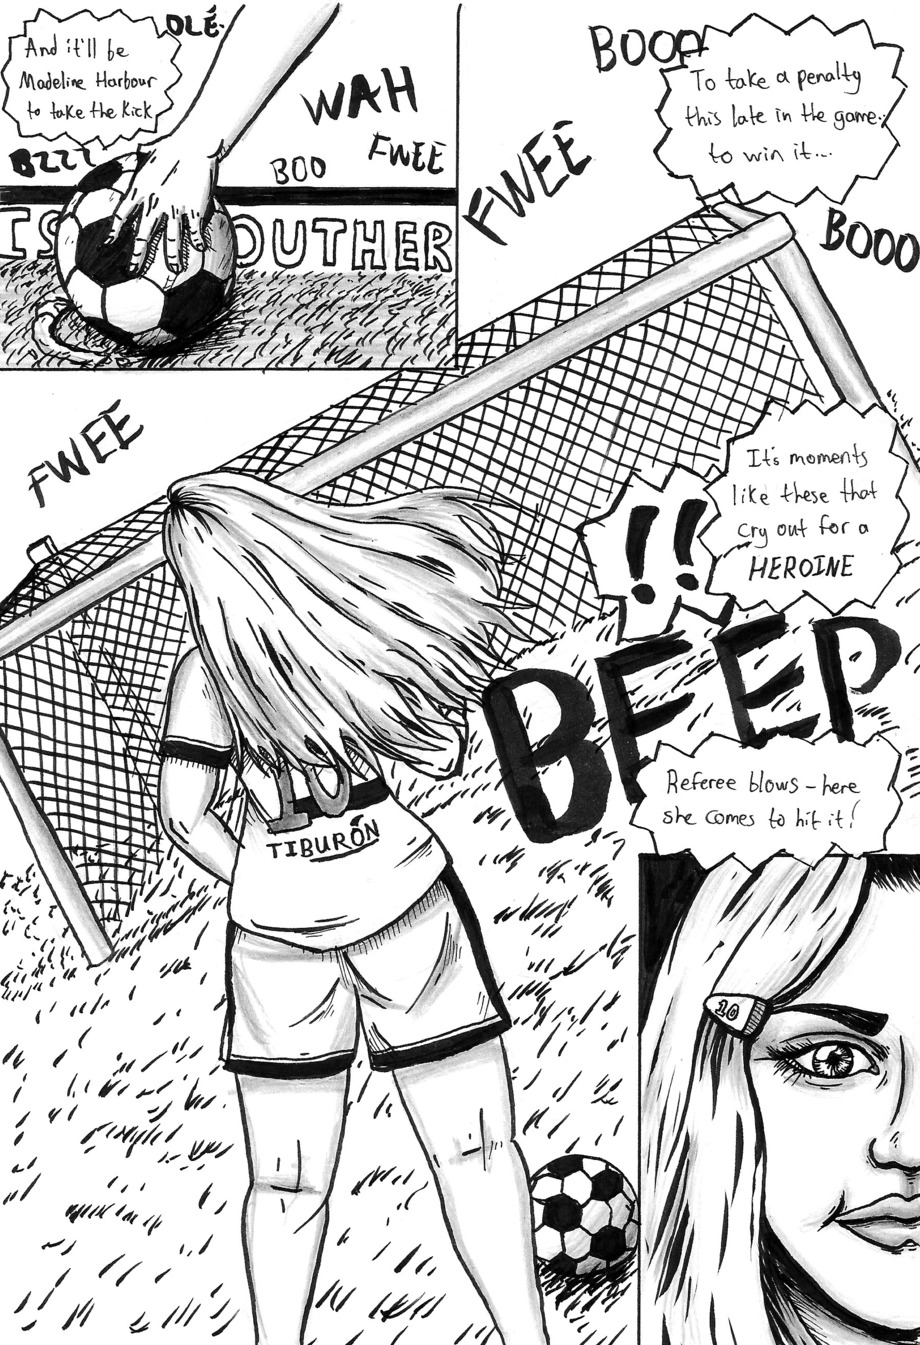 And it'll be
Madeline Harbour
to take the kick
OLÉ
WAH
BZZZ
BOO
FWEE
IS OUTHER
BOOO
To take a penalty
this late in the game..
to win it...
FWEE
BOOO
FWEE
It's moments
like these that
cry out for a
HEROINE
!!
BEEP
10
TIBURÓN
Referee blows - here
she comes to hit it!
10